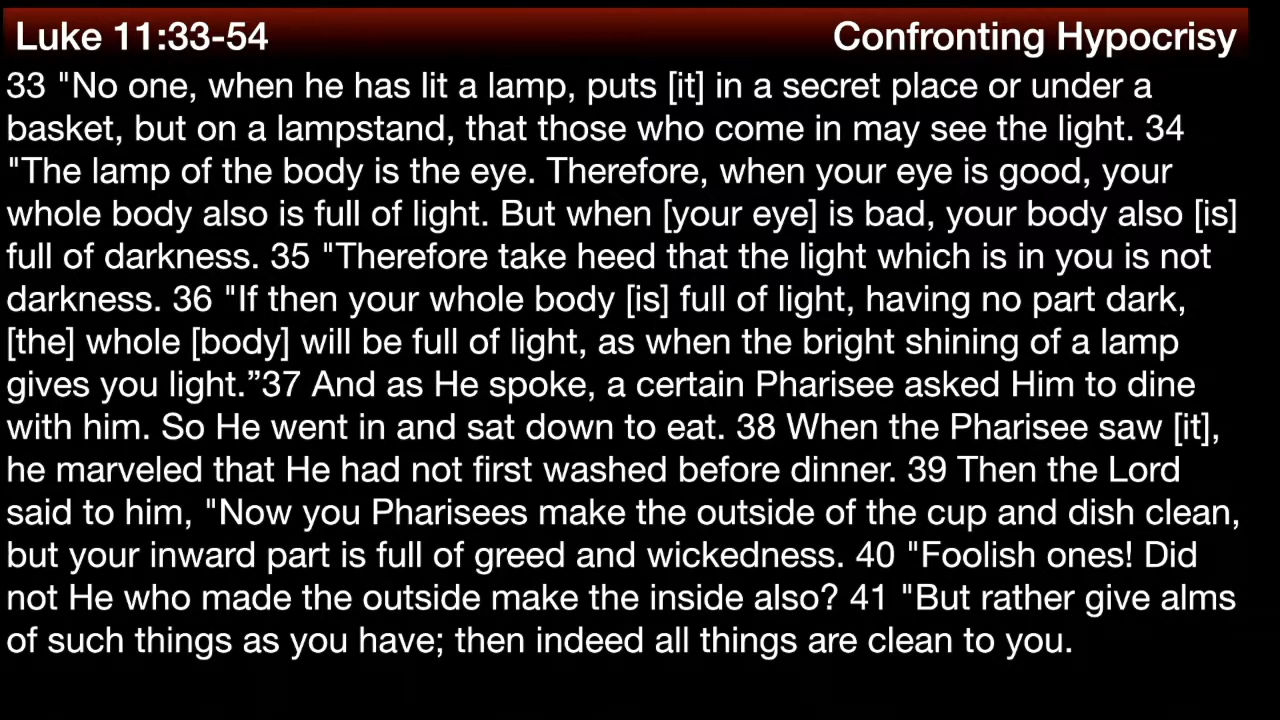 Luke 11:33-54 Confronting Hypocrisy
33 "No one, when he has lit a lamp, puts [it] in a secret place or under a
basket, but on a lampstand, that those who come in may see the light. 34
"The lamp of the body is the eye. Therefore, when your eye is good, your
whole body also is full of light. But when [your eye] is bad, your body also [is]
full of darkness. 35 "Therefore take heed that the light which is in you is not
darkness. 36 "If then your whole body [is] full of light, having no part dark,
[the] whole [body] will be full of light, as when the bright shining of a lamp
gives you light.”37 And as He spoke, a certain Pharisee asked Him to dine
with him. So He went in and sat down to eat. 38 When the Pharisee saw [it],
he marveled that He had not first washed before dinner. 39 Then the Lord
said to him, "Now you Pharisees make the outside of the cup and dish clean,
but your inward part is full of greed and wickedness. 40 "Foolish ones! Did
not He who made the outside make the inside also? 41 "But rather give alms
of such things as you have; then indeed all things are clean to you.